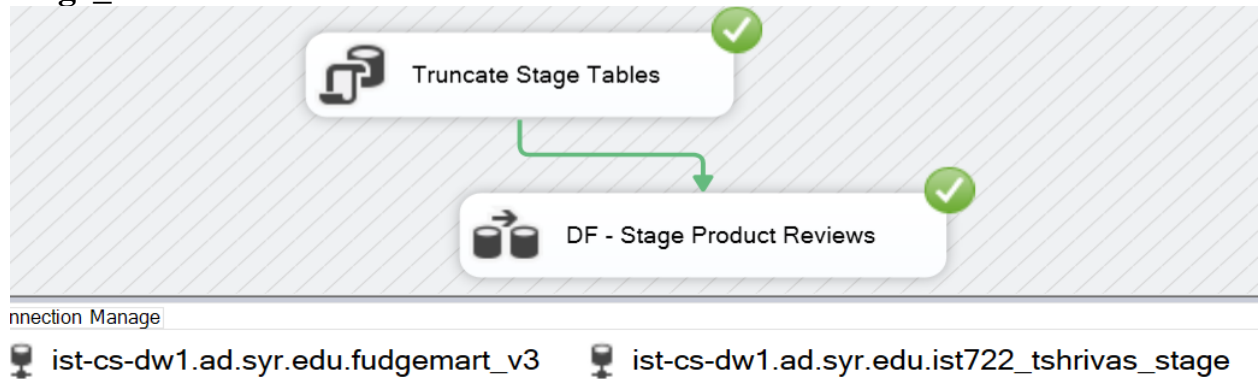 Truncate Stage Tables
DF - Stage Product Reviews
nnection Manage
ist-cs-dw1.ad.syr.edu.fudgemart_v3
ist-cs-dw1.ad.syr.edu.ist722_tshrivas_stage